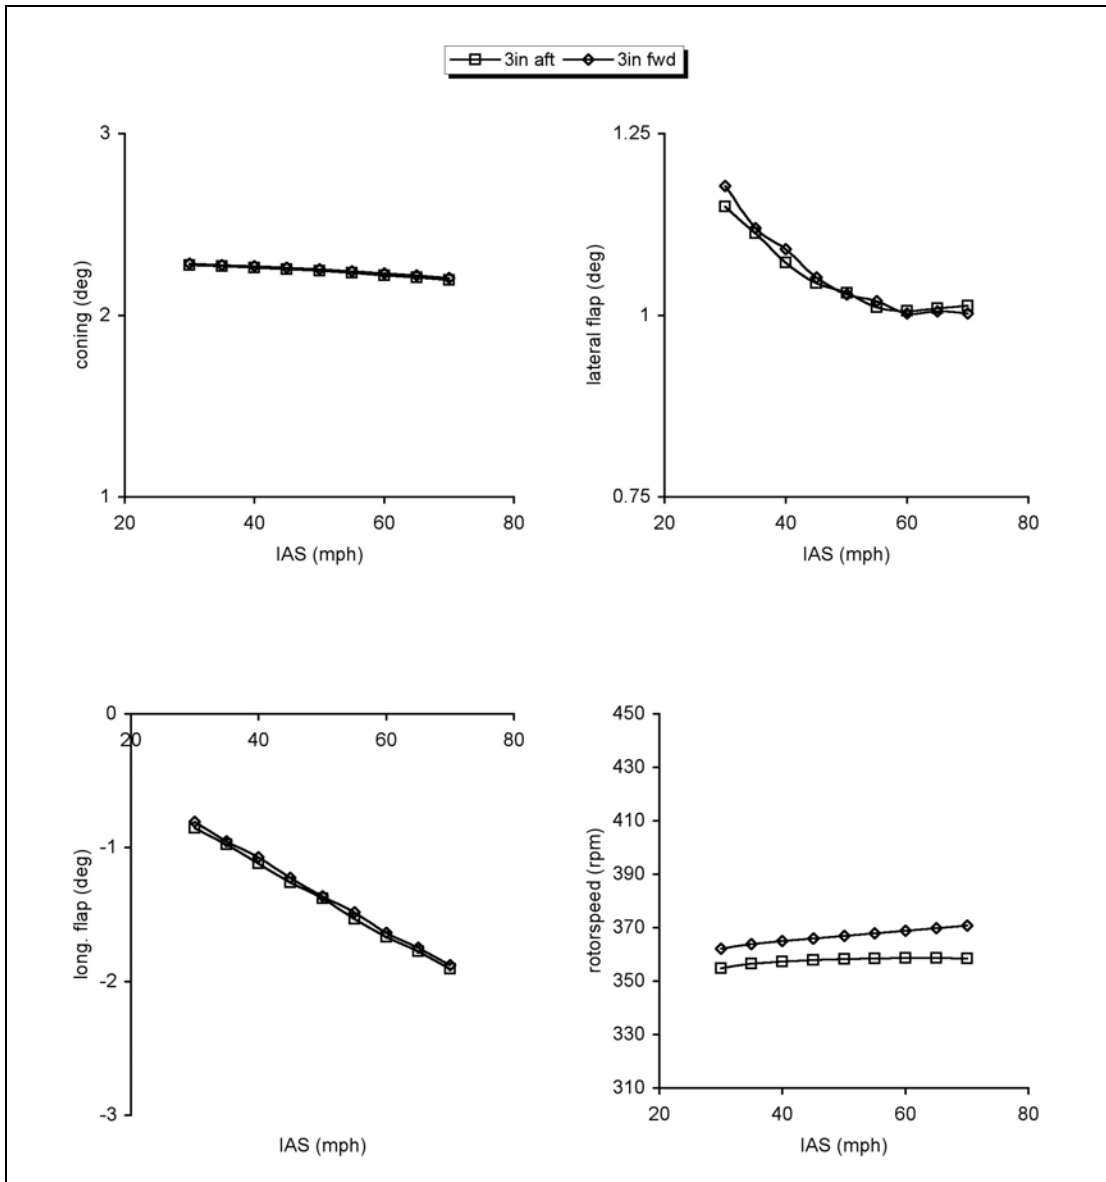 3in aft 3in fwd
3
2
1
20 40 60 80
coning (deg)
IAS (mph)
1.25
1
0.75
20 40 60 80
lateral flap (deg)
IAS (mph)
0
-1
-2
-3
20 40 60 80
long. flap (deg)
IAS (mph)
450
430
410
390
370
350
330
310
20 40 60 80
rotorspeed (rpm)
IAS (mph)